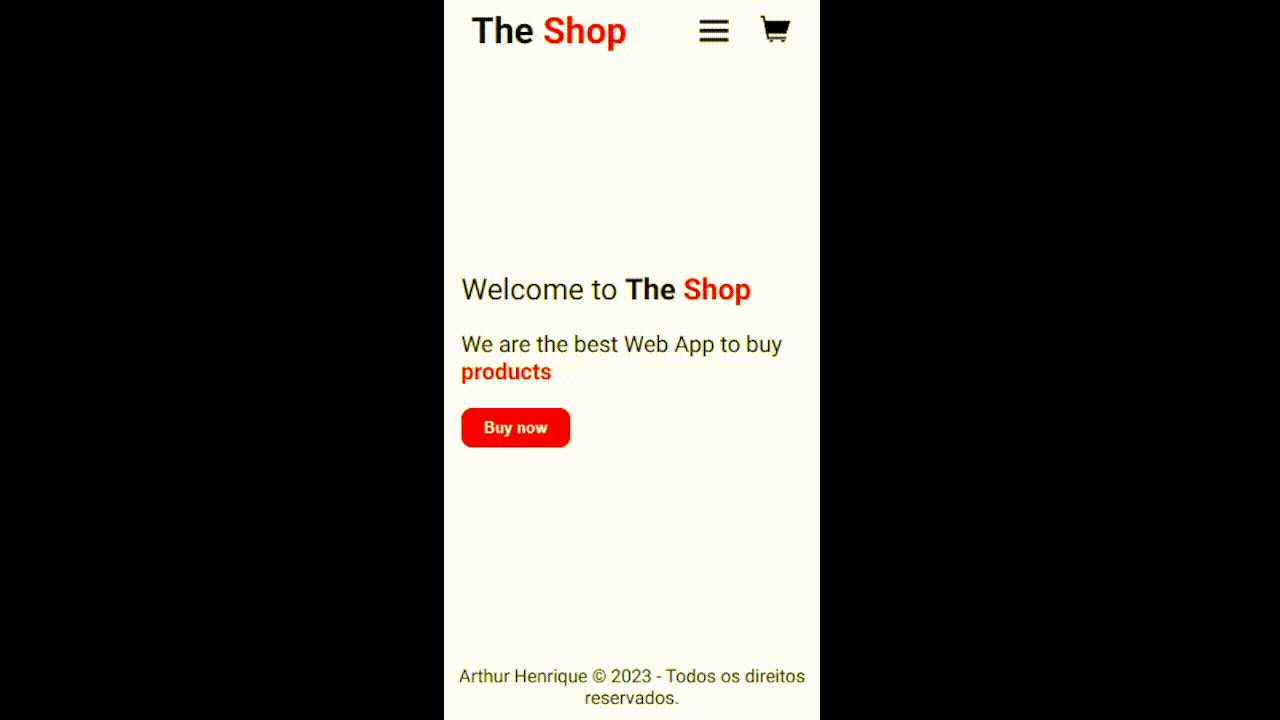 The Shop
Welcome to The Shop
We are the best Web App to buy
products
Buy now
Arthur Henrique © 2023 - Todos os direitos
reservados.